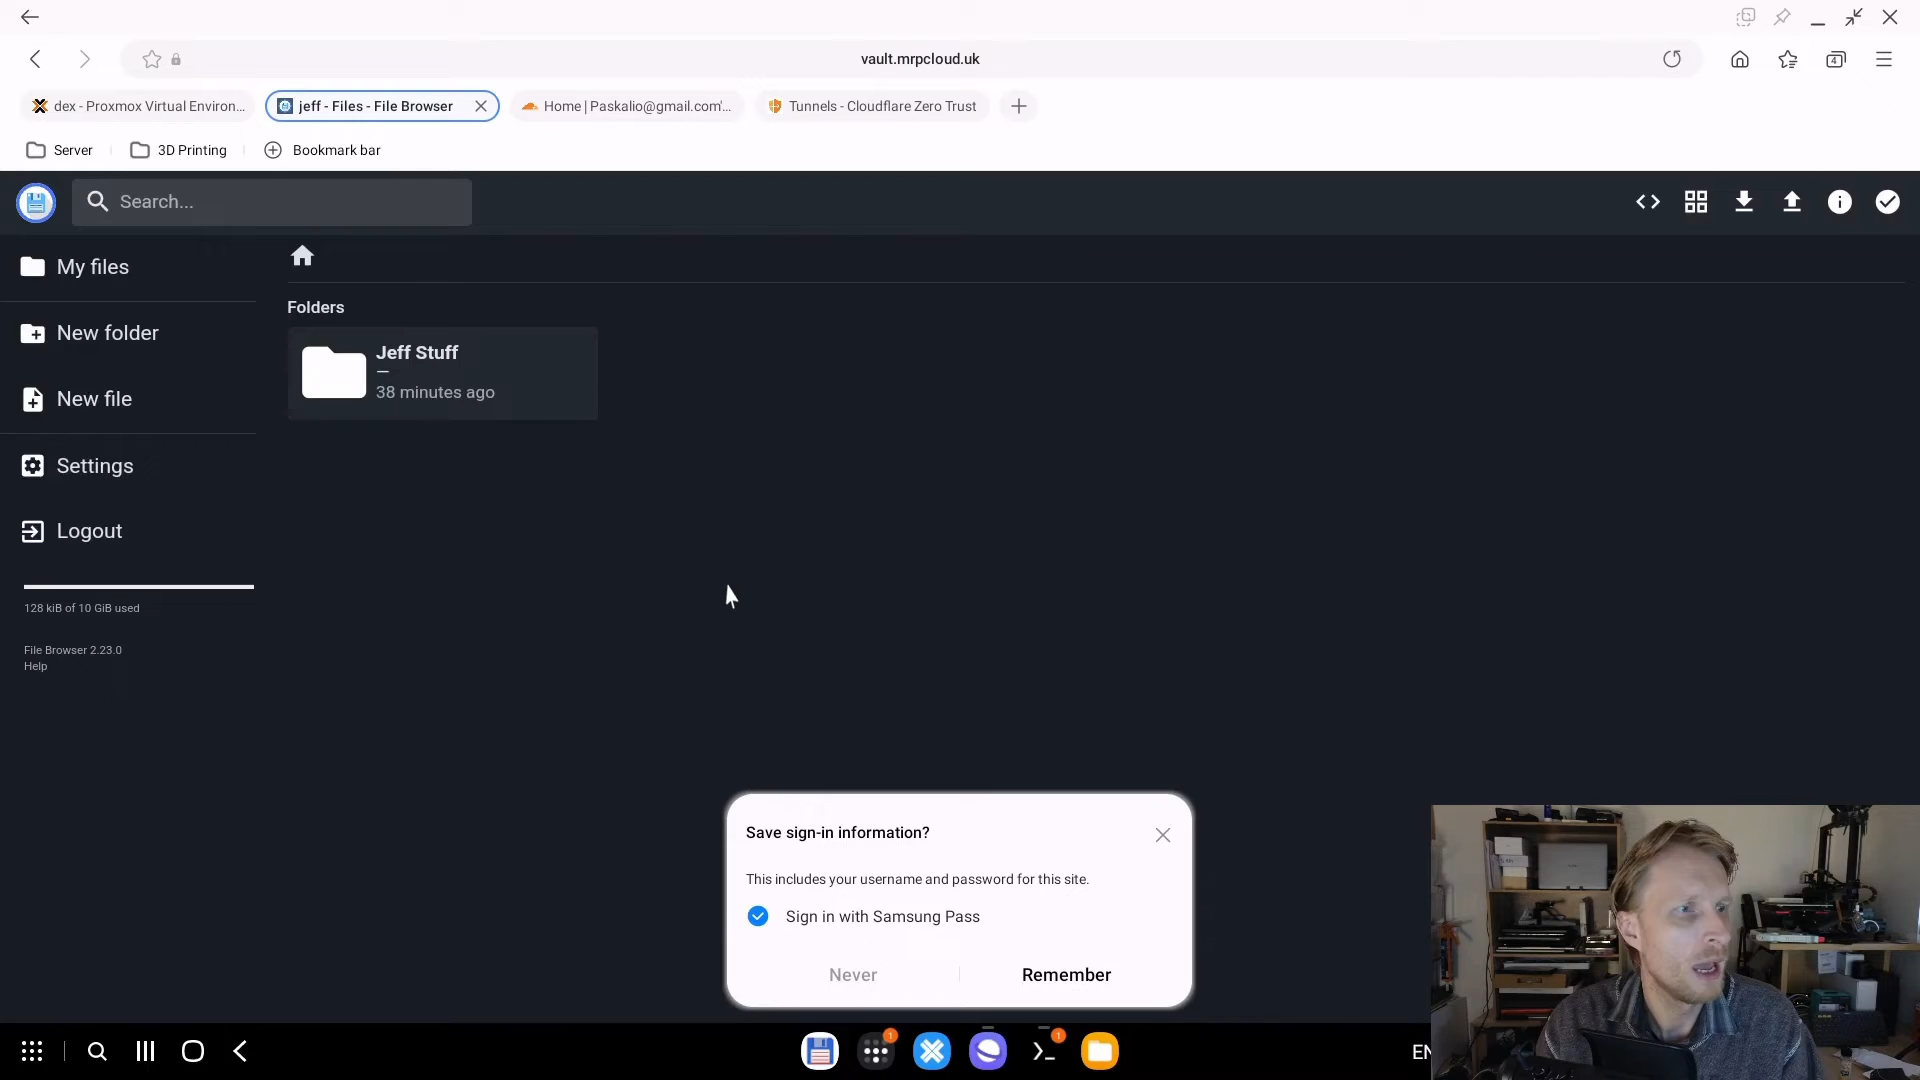 vault.mrpcloud.uk
4
dex - Proxmox Virtual Environ...
jeff - Files - File Browser
Home | Paskalio@gmail.com'...
Tunnels - Cloudflare Zero Trust
Server
3D Printing
Bookmark bar
Search...
My files
New folder
New file
Settings
Logout
128 kiB of 10 GiB used
File Browser 2.23.0
Help
Folders
Jeff Stuff
—
38 minutes ago
Save sign-in information?
This includes your username and password for this site.
Sign in with Samsung Pass
Never
Remember
1
1
EN